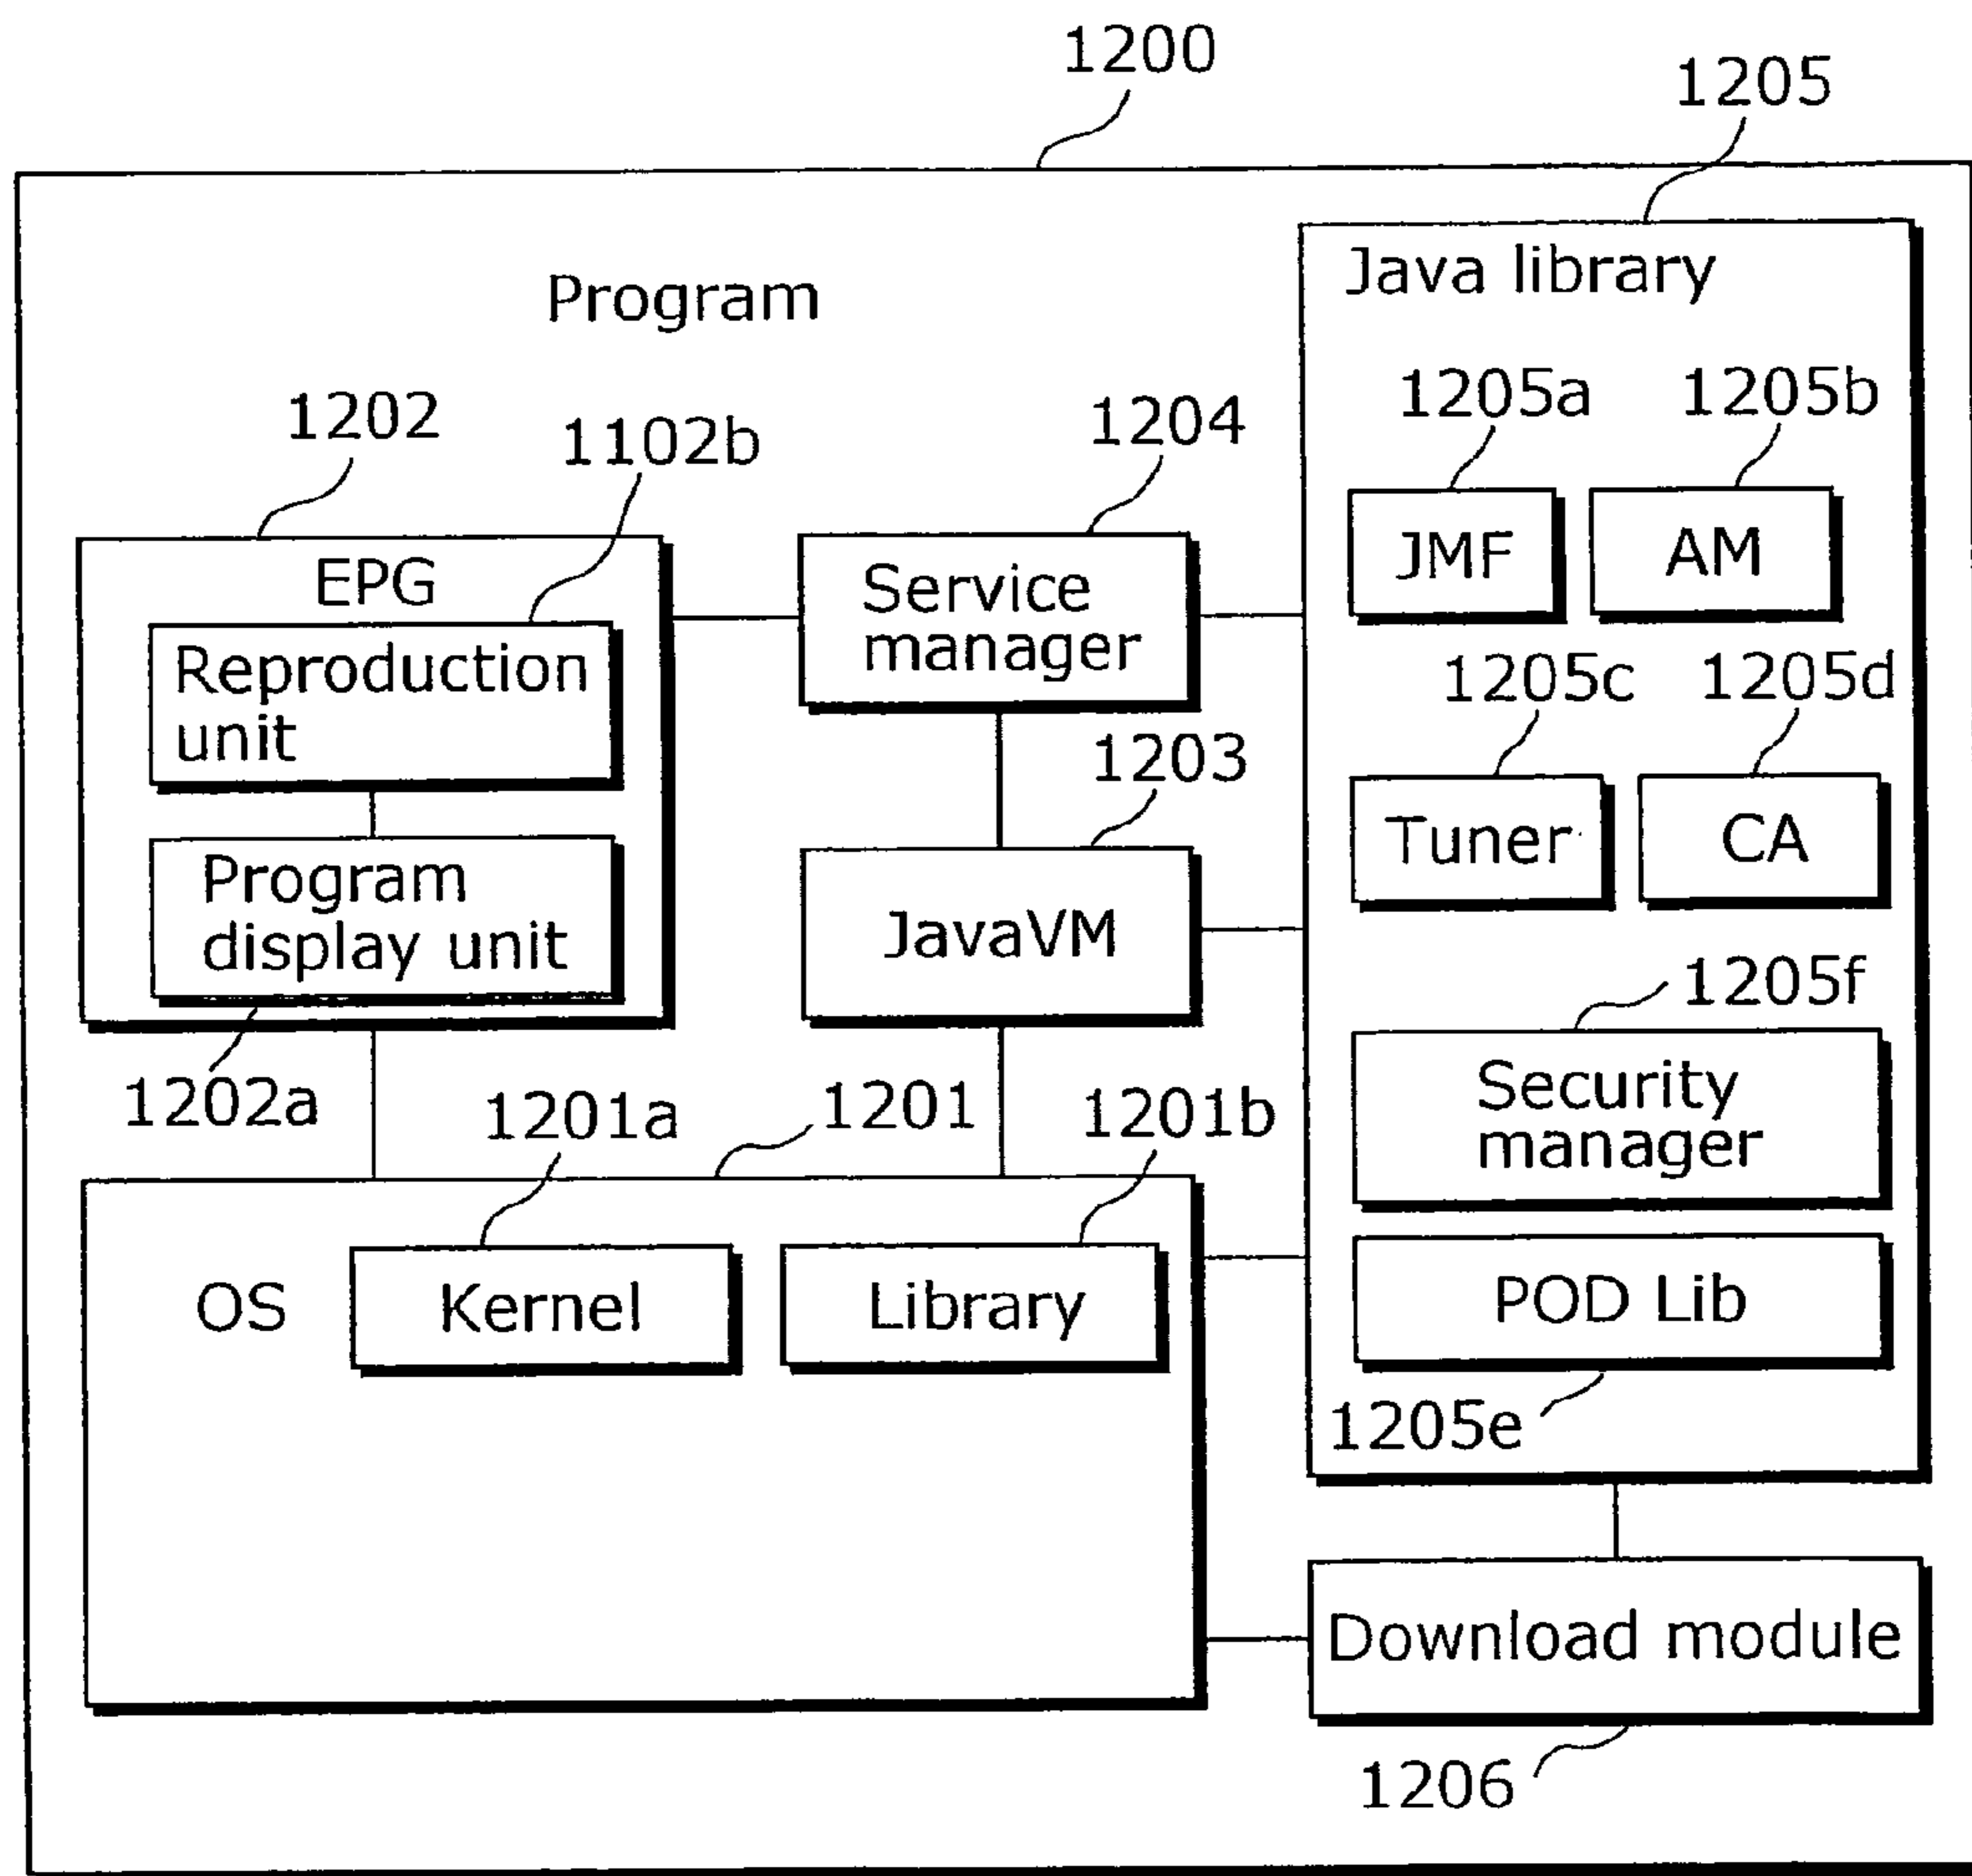 1200
1205
Program
Java library
1202
1102b
1204
1205a
1205b
EPG
Reproduction
unit
Service
manager
JMF
AM
1205c
1205d
1203
Program
display unit
JavaVM
Tuner
CA
1205f
1202a
1201a
1201
1201b
Security
manager
OS
Kernel
Library
POD Lib
1205e
Download module
1206